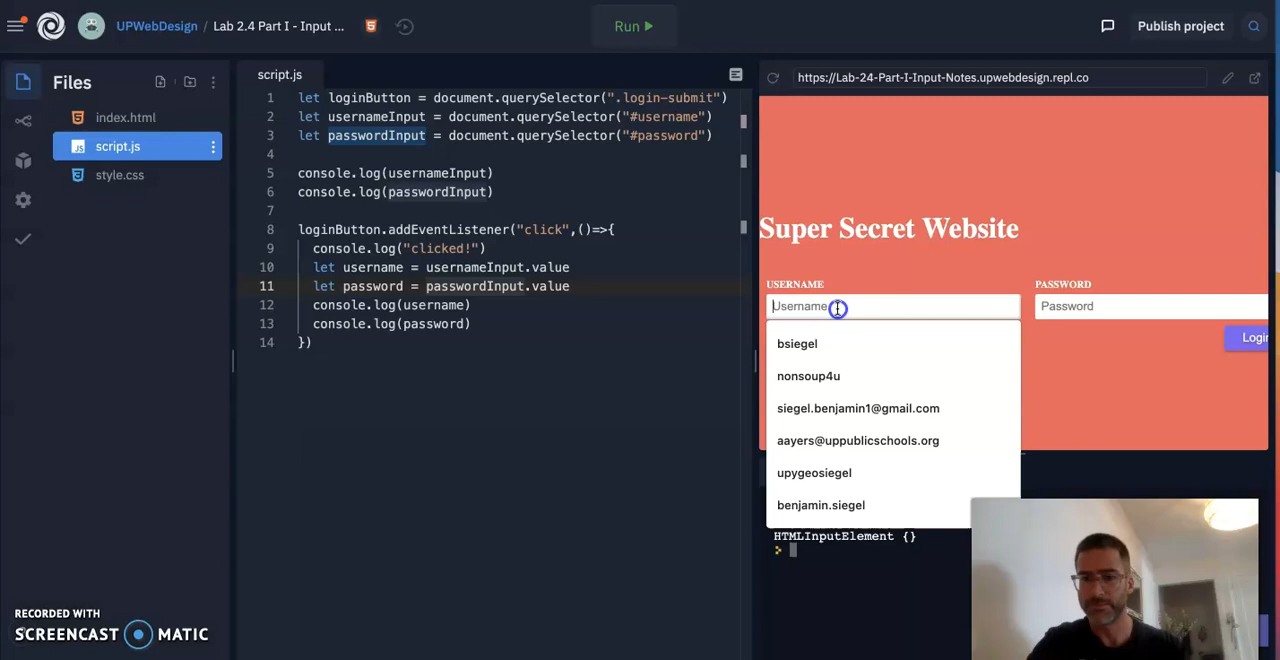 UPWebDesign / Lab 2.4 Part I - Input ...
Run
Publish project
Files
index.html
script.js
style.css
script.js
1 let loginButton = document.querySelector(".login-submit")
2 let usernameInput = document.querySelector("#username")
3 let passwordInput = document.querySelector("#password")
4
5 console.log(usernameInput)
6 console.log(passwordInput)
7
8 loginButton.addEventListener("click",()=>{
9 console.log("clicked!")
10 let username = usernameInput.value
11 let password = passwordInput.value
12 console.log(username)
13 console.log(password)
14 })
https://Lab-24-Part-I-Input-Notes.upwebdesign.repl.co
Super Secret Website
USERNAME
PASSWORD
Username
Password
Login
bsiegel
nonsoup4u
siegel.benjamin1@gmail.com
aayers@uppublicschools.org
upygeosiegel
benjamin.siegel
HTMLInputElement {}
RECORDED WITH
SCREENCAST MATIC